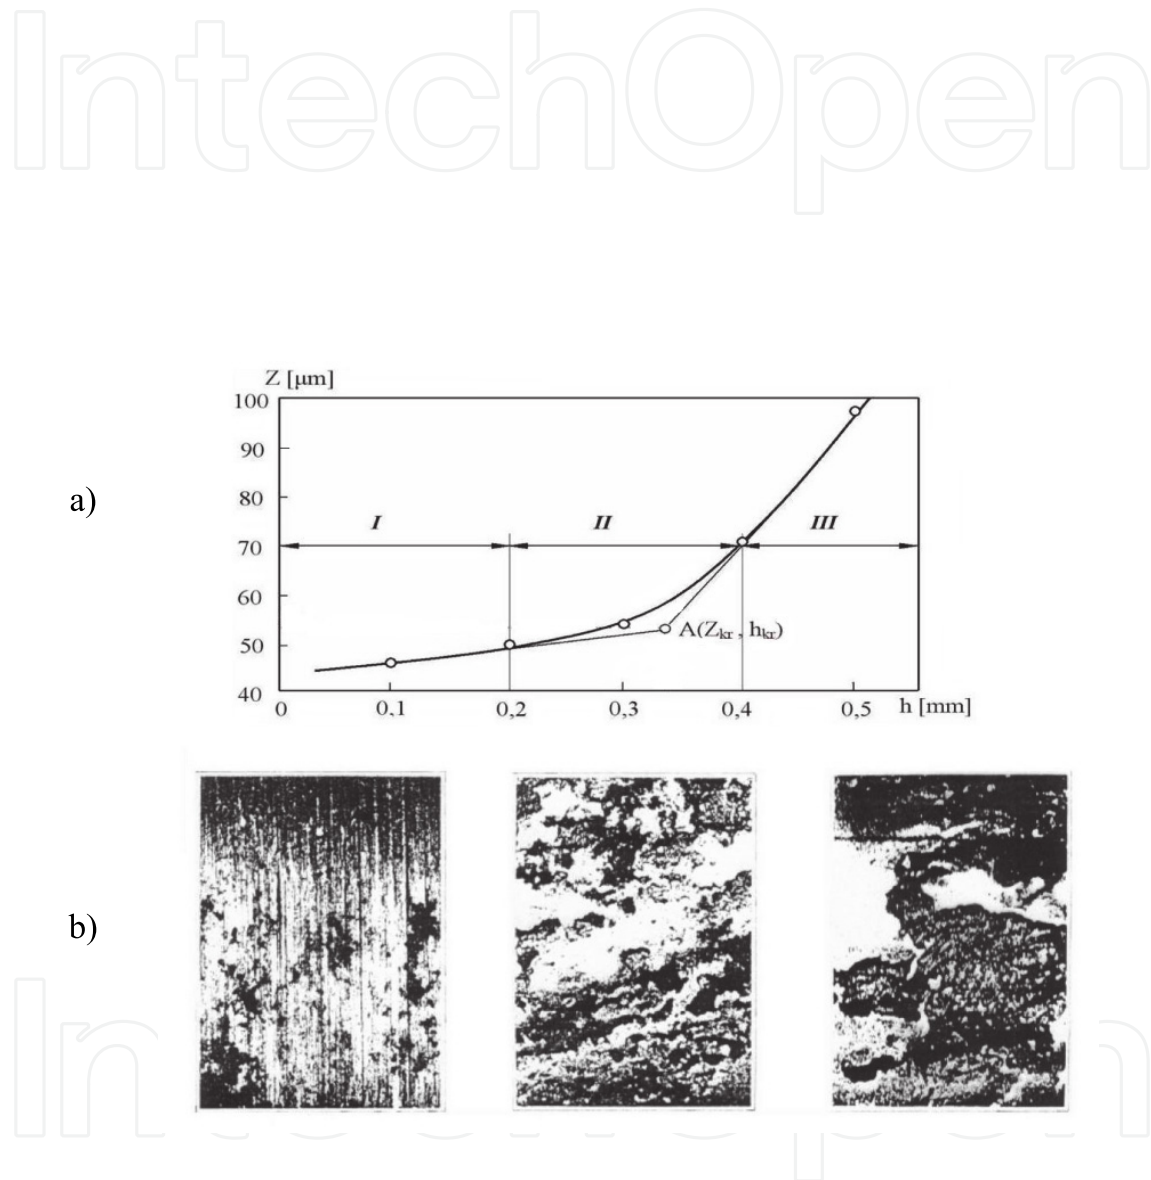 IntechOpen
Z [μm]
100
90
80
I II III
70
60
A(Zkr , hkr)
50
40
0 0,1 0,2 0,3 0,4 0,5 h [mm]
a)
b)
IntechOpen